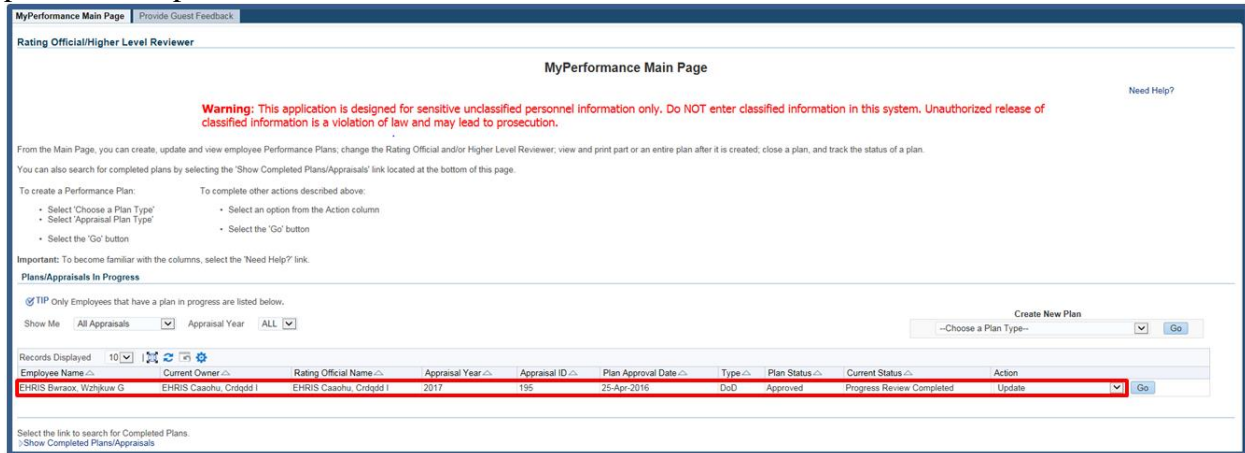 MyPerformance Main Page Provide Guest Feedback
Rating Official/Higher Level Reviewer
MyPerformance Main Page
Need Help?
Warning: This application is designed for sensitive unclassified personnel information only. Do NOT enter classified information in this system. Unauthorized release of
classified information is a violation of law and may lead to prosecution.
From the Main Page, you can create, update and view employee Performance Plans; change the Rating Official and/or Higher Level Reviewer; view and print part or an entire plan after it is created; close a plan, and track the status of a plan.
You can also search for completed plans by selecting the 'Show Completed Plans/Appraisals' link located at the bottom of this page.
To create a Performance Plan: To complete other actions described above:
• Select 'Choose a Plan Type' • Select an option from the Action column
• Select 'Appraisal Plan Type'
• Select the 'Go' button
• Select the 'Go' button
Important: To become familiar with the columns, select the 'Need Help?' link.
Plans/Appraisals In Progress
TIP Only Employees that have a plan in progress are listed below.
Create New Plan
Show Me All Appraisals Appraisal Year ALL --Choose a Plan Type-- Go
Records Displayed 10
Employee Name Current Owner Rating Official Name Appraisal Year Appraisal ID Plan Approval Date Type Plan Status Current Status Action
EHRIS Bwraox, Wzhjkuw G EHRIS Caaohu, Crdqdd I EHRIS Caaohu, Crdqdd I 2017 195 25-Apr-2016 DoD Approved Progress Review Completed Update Go
Select the link to search for Completed Plans.
Show Completed Plans/Appraisals